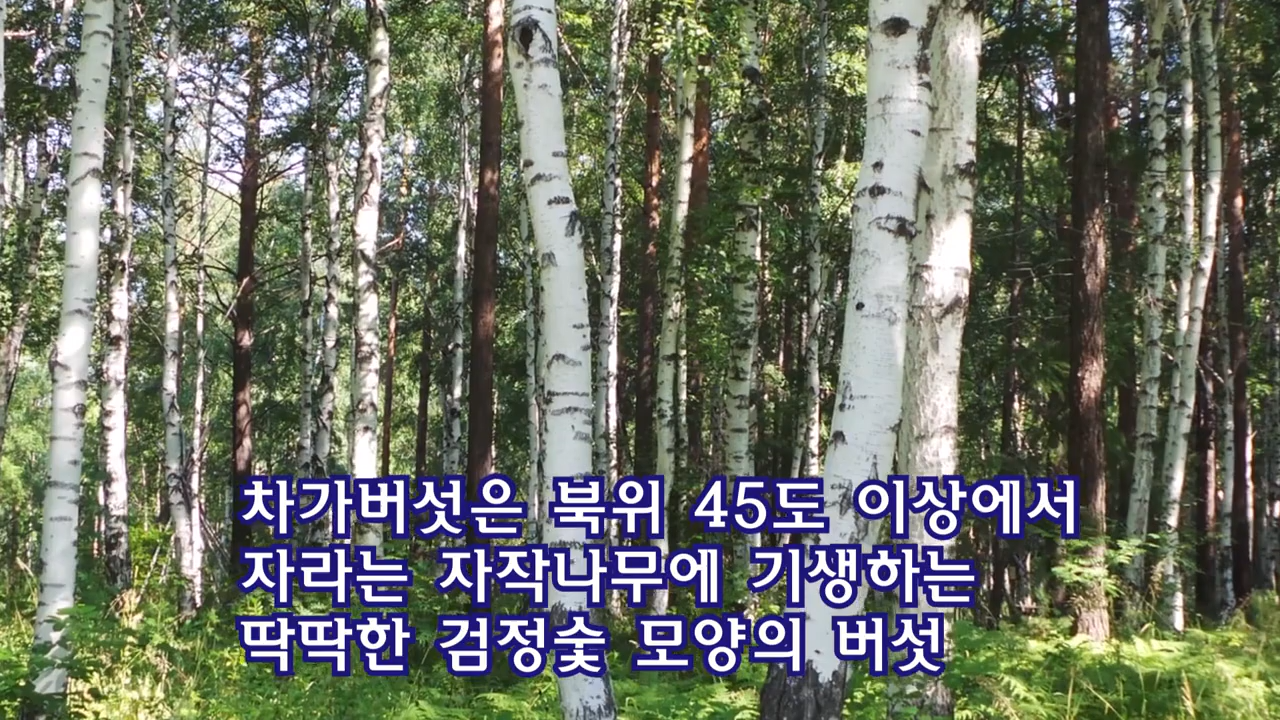 차가버섯은 북위 45도 이상에서
자라는 자작나무에 기생하는
딱딱한 검정숯 모양의 버섯